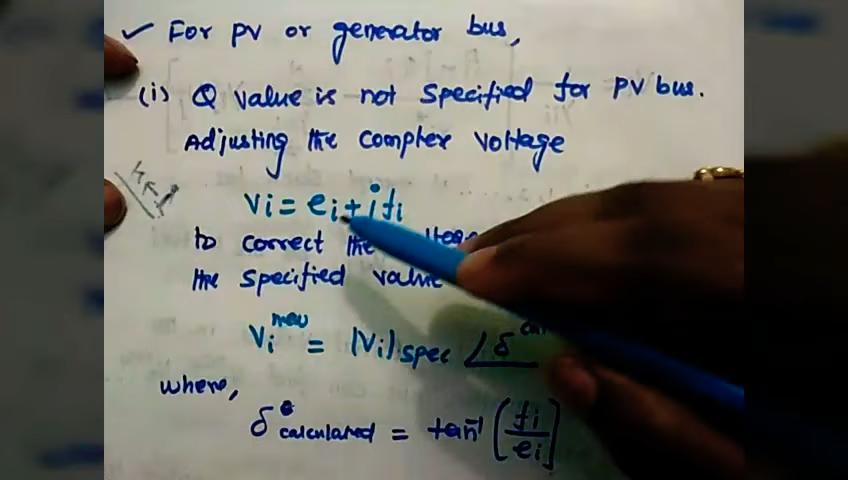 ✓ For PV or generator bus,
(i) Q value is not specified for PV bus.
Adjusting the complex voltage
Vi = ei + jfi
to correct the
the specified value
Vi^new = |Vi|spec ∠δ^cal
where,
δ calculated = tan⁻¹ [fi/ei]